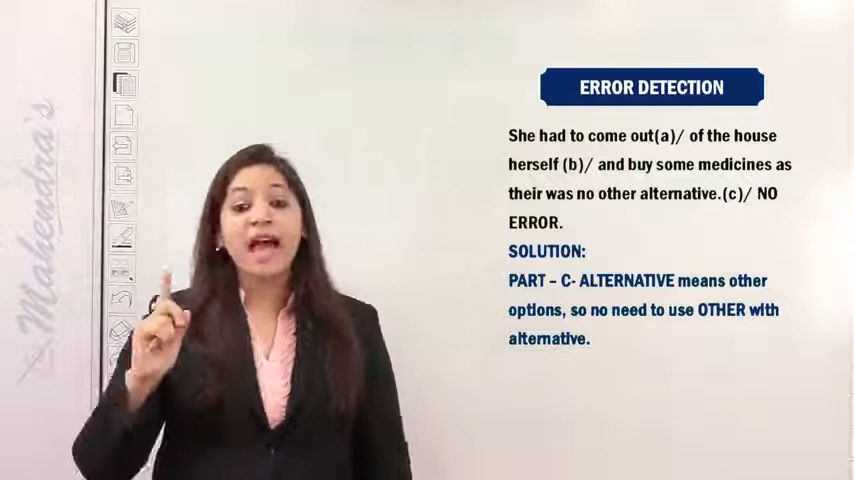 Mahendra's
ERROR DETECTION
She had to come out(a)/ of the house
herself (b)/ and buy some medicines as
their was no other alternative.(c)/ NO
ERROR.
SOLUTION:
PART – C- ALTERNATIVE means other
options, so no need to use OTHER with
alternative.